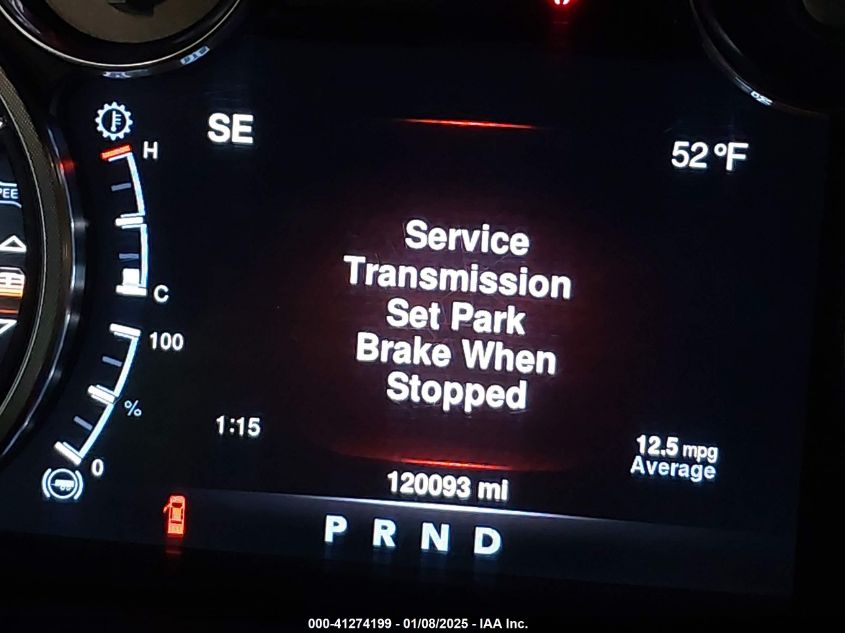 SE
52°F
H
Service
Transmission
Set Park
Brake When
Stopped
C
100
%
0
1:15
12.5 mpg
Average
120093 mi
P R N D
000-41274199 - 01/08/2025 - IAA Inc.